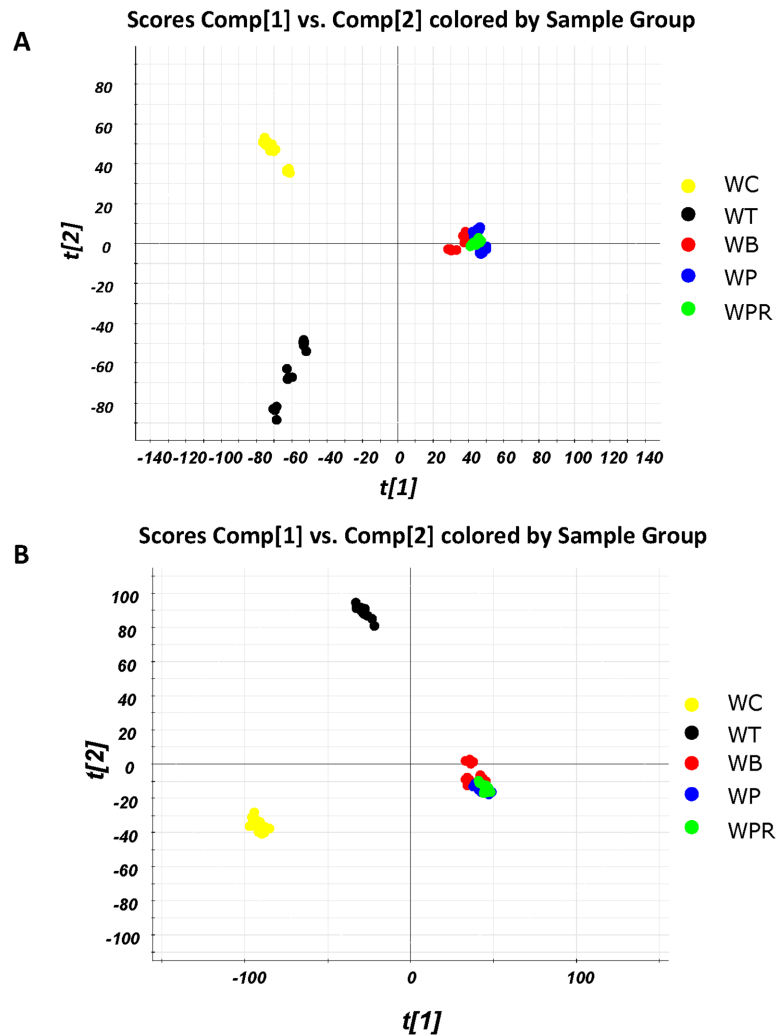 Scores Comp[1] vs. Comp[2] colored by Sample Group
A
80
60
40
20
0
-20
-40
-60
-80
t[2]
-140 -120 -100 -80 -60 -40 -20 0 20 40 60 80 100 120 140
t[1]
WC
WT
WB
WP
WPR
Scores Comp[1] vs. Comp[2] colored by Sample Group
B
100
80
60
40
20
0
-20
-40
-60
-80
-100
t[2]
-100 0 100
t[1]
WC
WT
WB
WP
WPR